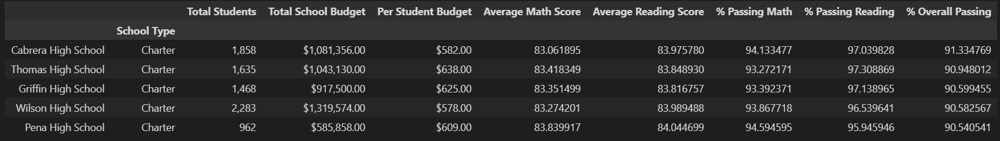 Total Students Total School Budget Per Student Budget Average Math Score Average Reading Score % Passing Math % Passing Reading % Overall Passing
School Type
Cabrera High School Charter 1,858 $1,081,356.00 $582.00 83.061895 83.975780 94.133477 97.039828 91.334769
Thomas High School Charter 1,635 $1,043,130.00 $638.00 83.418349 83.848930 93.272171 97.308869 90.948012
Griffin High School Charter 1,468 $917,500.00 $625.00 83.351499 83.816757 93.392371 97.138965 90.599455
Wilson High School Charter 2,283 $1,319,574.00 $578.00 83.274201 83.989488 93.867718 96.539641 90.582567
Pena High School Charter 962 $585,858.00 $609.00 83.839917 84.044699 94.594595 95.945946 90.540541